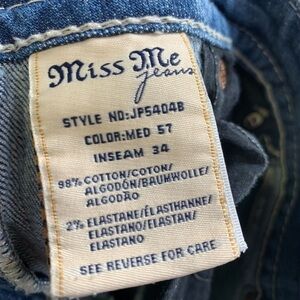 Miss Me
jeans
STYLE NO:JP5404B
COLOR:MED 57
INSEAM 34
98% COTTON/COTON/
ALGODÓN/BAUMWOLLE/
ALGODÃO
2% ELASTANE/ÉLASTHANNE/
ELASTANO/ELASTAN/
ELASTANO
SEE REVERSE FOR CARE